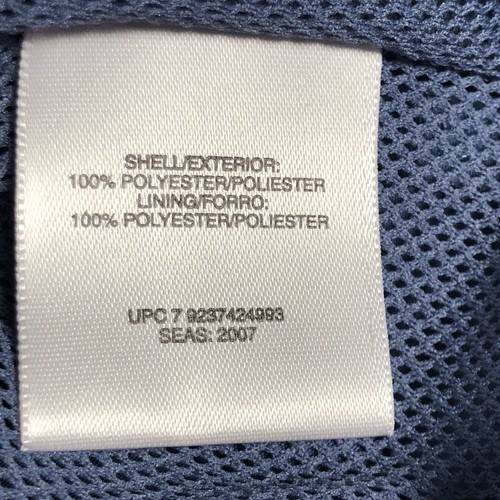 SHELL/EXTERIOR:
100% POLYESTER/POLIESTER
LINING/FORRO:
100% POLYESTER/POLIESTER
UPC 7 9237424993
SEAS: 2007